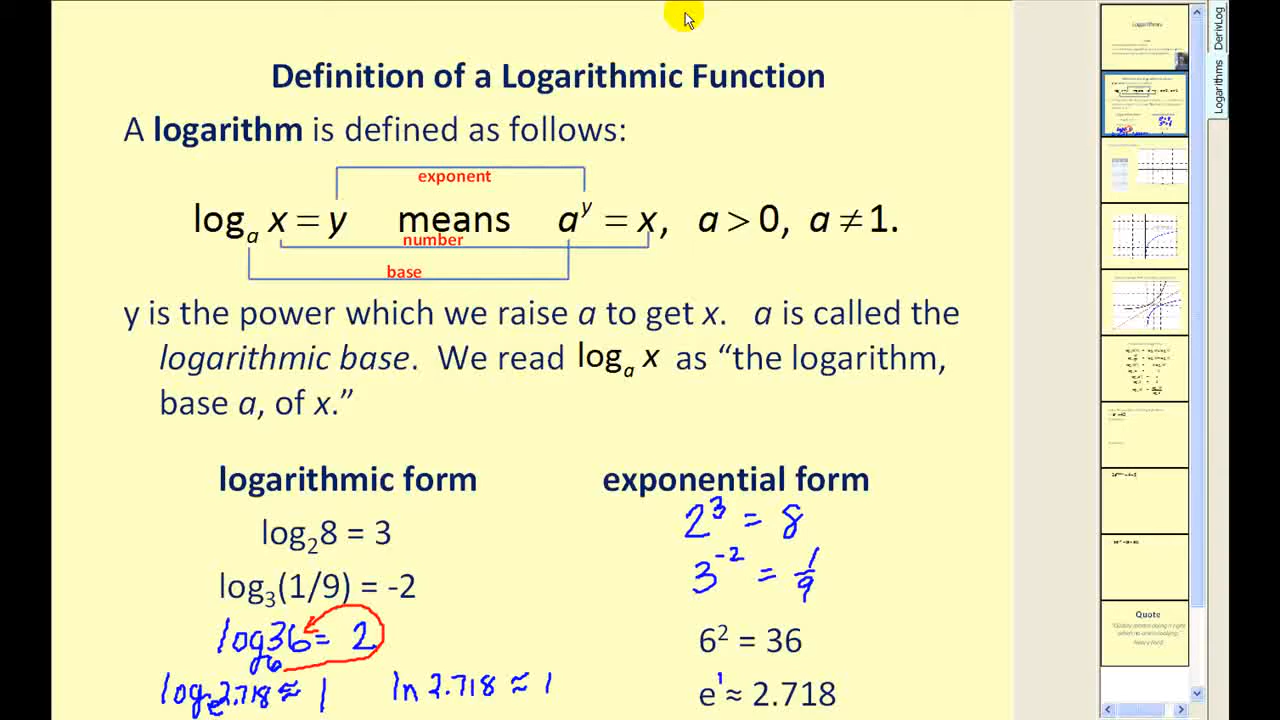 Definition of a Logarithmic Function
A logarithm is defined as follows:
exponent
logₐ x = y means aʸ = x, a > 0, a ≠ 1.
number
base
y is the power which we raise a to get x. a is called the
logarithmic base. We read logₐ x as “the logarithm,
base a, of x.”
logarithmic form exponential form
log₂8 = 3 2³ = 8
log₃(1/9) = -2 3⁻² = 1/9
log₆36 = 2 6² = 36
logₑ2.718 ≈ 1 ln 2.718 ≈ 1 e¹ ≈ 2.718
DerivLog
Logarithms
Logarithms
Quote